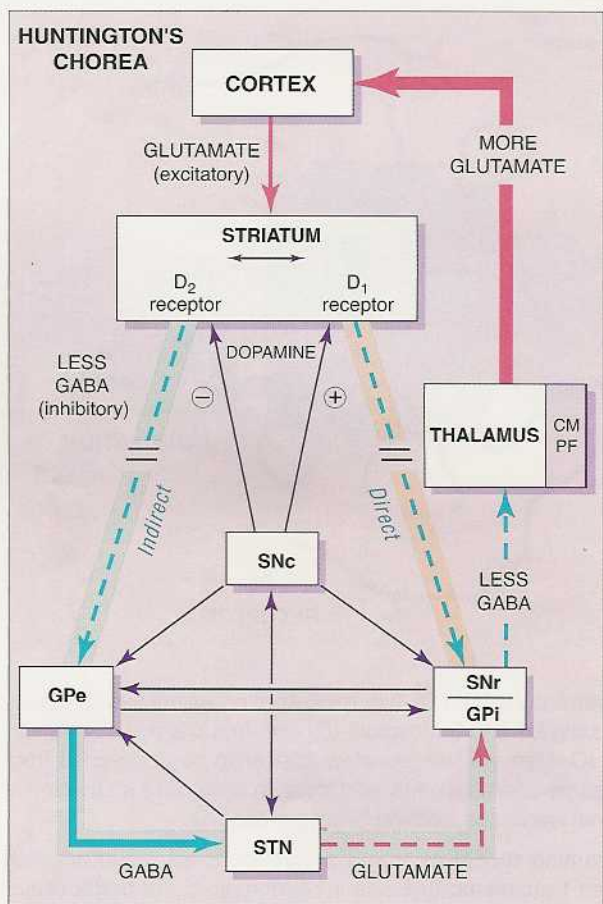 HUNTINGTON'S
CHOREA
CORTEX
GLUTAMATE
(excitatory)
MORE
GLUTAMATE
STRIATUM
D2
receptor
D1
receptor
LESS
GABA
(inhibitory)
DOPAMINE
−
+
THALAMUS
CM
PF
Indirect
Direct
SNc
LESS
GABA
GPe
SNr
GPi
STN
GABA
GLUTAMATE